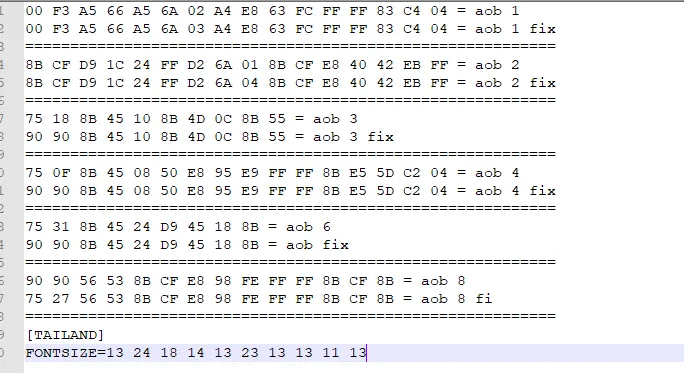 1 00 F3 A5 66 A5 6A 02 A4 E8 63 FC FF FF 83 C4 04 = aob 1
2 00 F3 A5 66 A5 6A 03 A4 E8 63 FC FF FF 83 C4 04 = aob 1 fix
3 ======================================================
4 8B CF D9 1C 24 FF D2 6A 01 8B CF E8 40 42 EB FF = aob 2
5 8B CF D9 1C 24 FF D2 6A 04 8B CF E8 40 42 EB FF = aob 2 fix
6 ======================================================
7 75 18 8B 45 10 8B 4D 0C 8B 55 = aob 3
8 90 90 8B 45 10 8B 4D 0C 8B 55 = aob 3 fix
9 ======================================================
0 75 0F 8B 45 08 50 E8 95 E9 FF FF 8B E5 5D C2 04 = aob 4
1 90 90 8B 45 08 50 E8 95 E9 FF FF 8B E5 5D C2 04 = aob 4 fix
2 ======================================================
3 75 31 8B 45 24 D9 45 18 8B = aob 6
4 90 90 8B 45 24 D9 45 18 8B = aob fix
5 ======================================================
6 90 90 56 53 8B CF E8 98 FE FF FF 8B CF 8B = aob 8
7 75 27 56 53 8B CF E8 98 FE FF FF 8B CF 8B = aob 8 fi
8 ======================================================
9 [TAILAND]
0 FONTSIZE=13 24 18 14 13 23 13 13 11 13